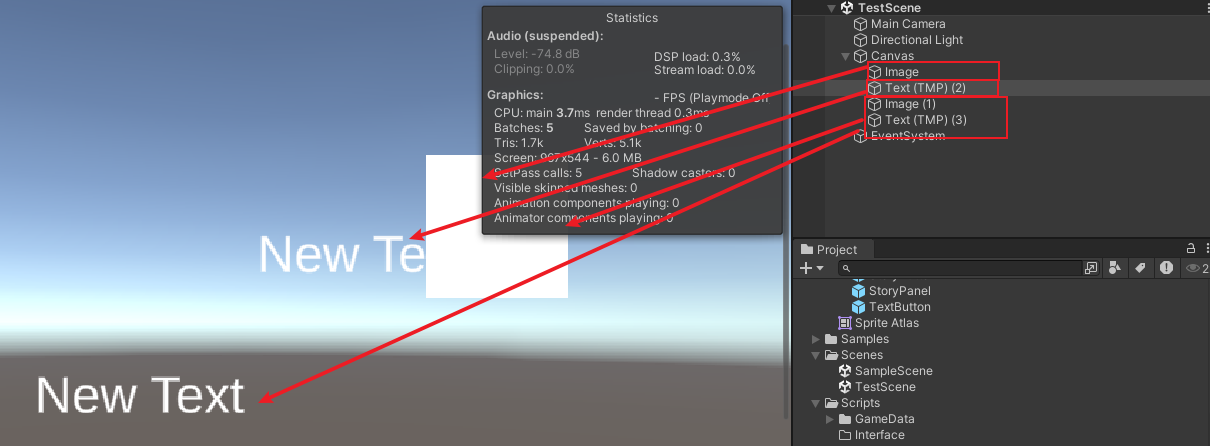 Statistics
Audio (suspended):
Level: -74.8 dB
DSP load: 0.3%
Clipping: 0.0%
Stream load: 0.0%
Graphics:
- FPS (Playmode Off
CPU: main 3.7ms render thread 0.3ms
Batches: 5
Saved by batching: 0
Tris: 1.7k
Verts: 5.1k
Screen: 967x544 - 6.0 MB
SetPass calls: 5
Shadow casters: 0
Visible skinned meshes: 0
Animation components playing: 0
Animator components playing: 0
New Te
New Text
TestScene
Main Camera
Directional Light
Canvas
Image
Text (TMP) (2)
Image (1)
Text (TMP) (3)
EventSystem
Project
2
StoryPanel
TextButton
Sprite Atlas
Samples
Scenes
SampleScene
TestScene
Scripts
GameData
Interface